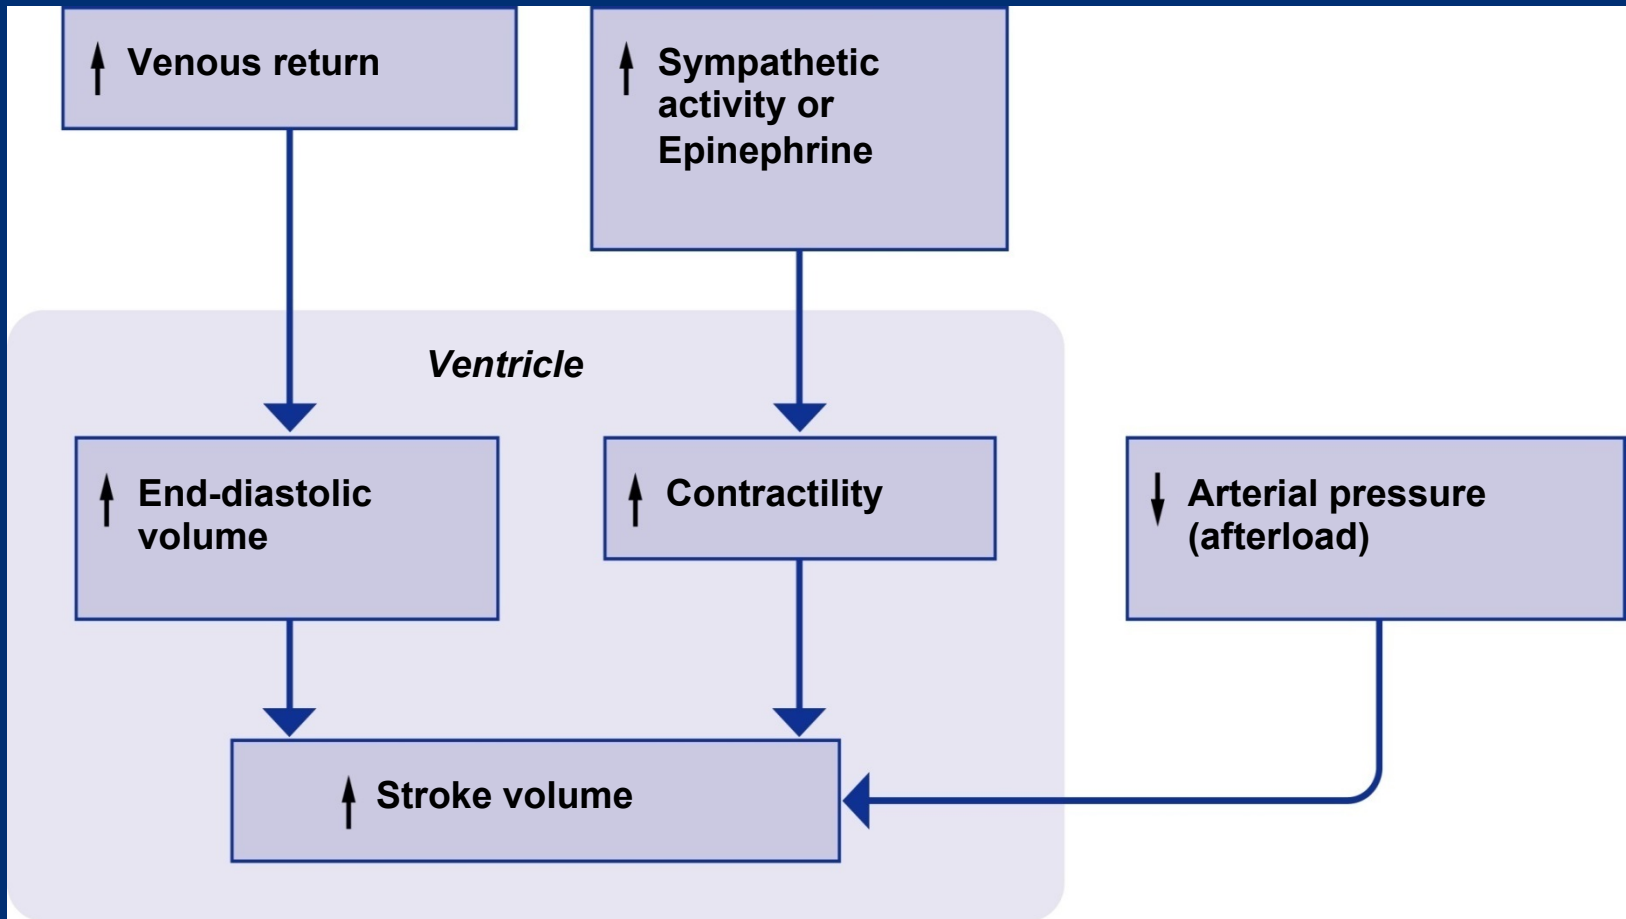 ↑ Venous return
↑ Sympathetic
activity or
Epinephrine
Ventricle
↑ End-diastolic
volume
↑ Contractility
↓ Arterial pressure
(afterload)
↑ Stroke volume